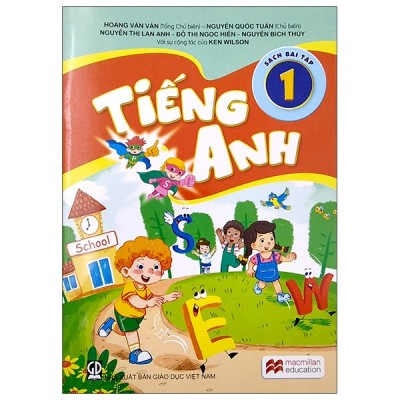 HOÀNG VĂN VÂN (Tổng Chủ biên) – NGUYỄN QUỐC TUẤN (Chủ biên)
NGUYỄN THỊ LAN ANH – ĐỖ THỊ NGỌC HIỀN – NGUYỄN BÍCH THỦY
Với sự cộng tác của KEN WILSON
SÁCH BÀI TẬP
1
TIẾNG
ANH
School
S
E
W
XUẤT BẢN GIÁO DỤC VIỆT NAM
macmillan
education